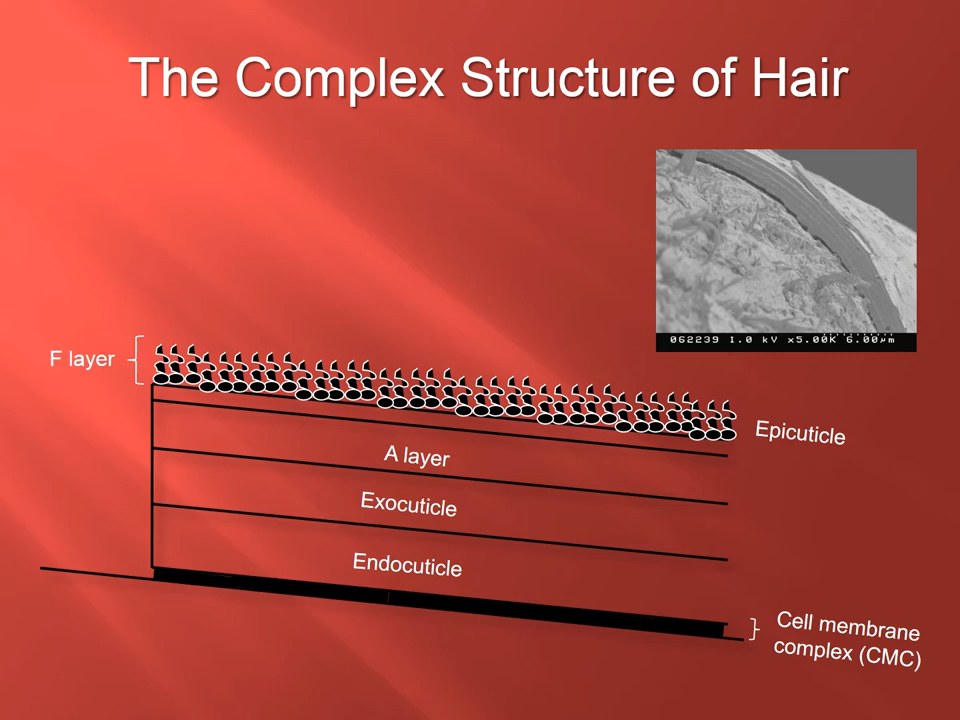 The Complex Structure of Hair
062239 1.0 kV x5.00K 6.00µm
F layer
Epicuticle
A layer
Exocuticle
Endocuticle
Cell membrane
complex (CMC)